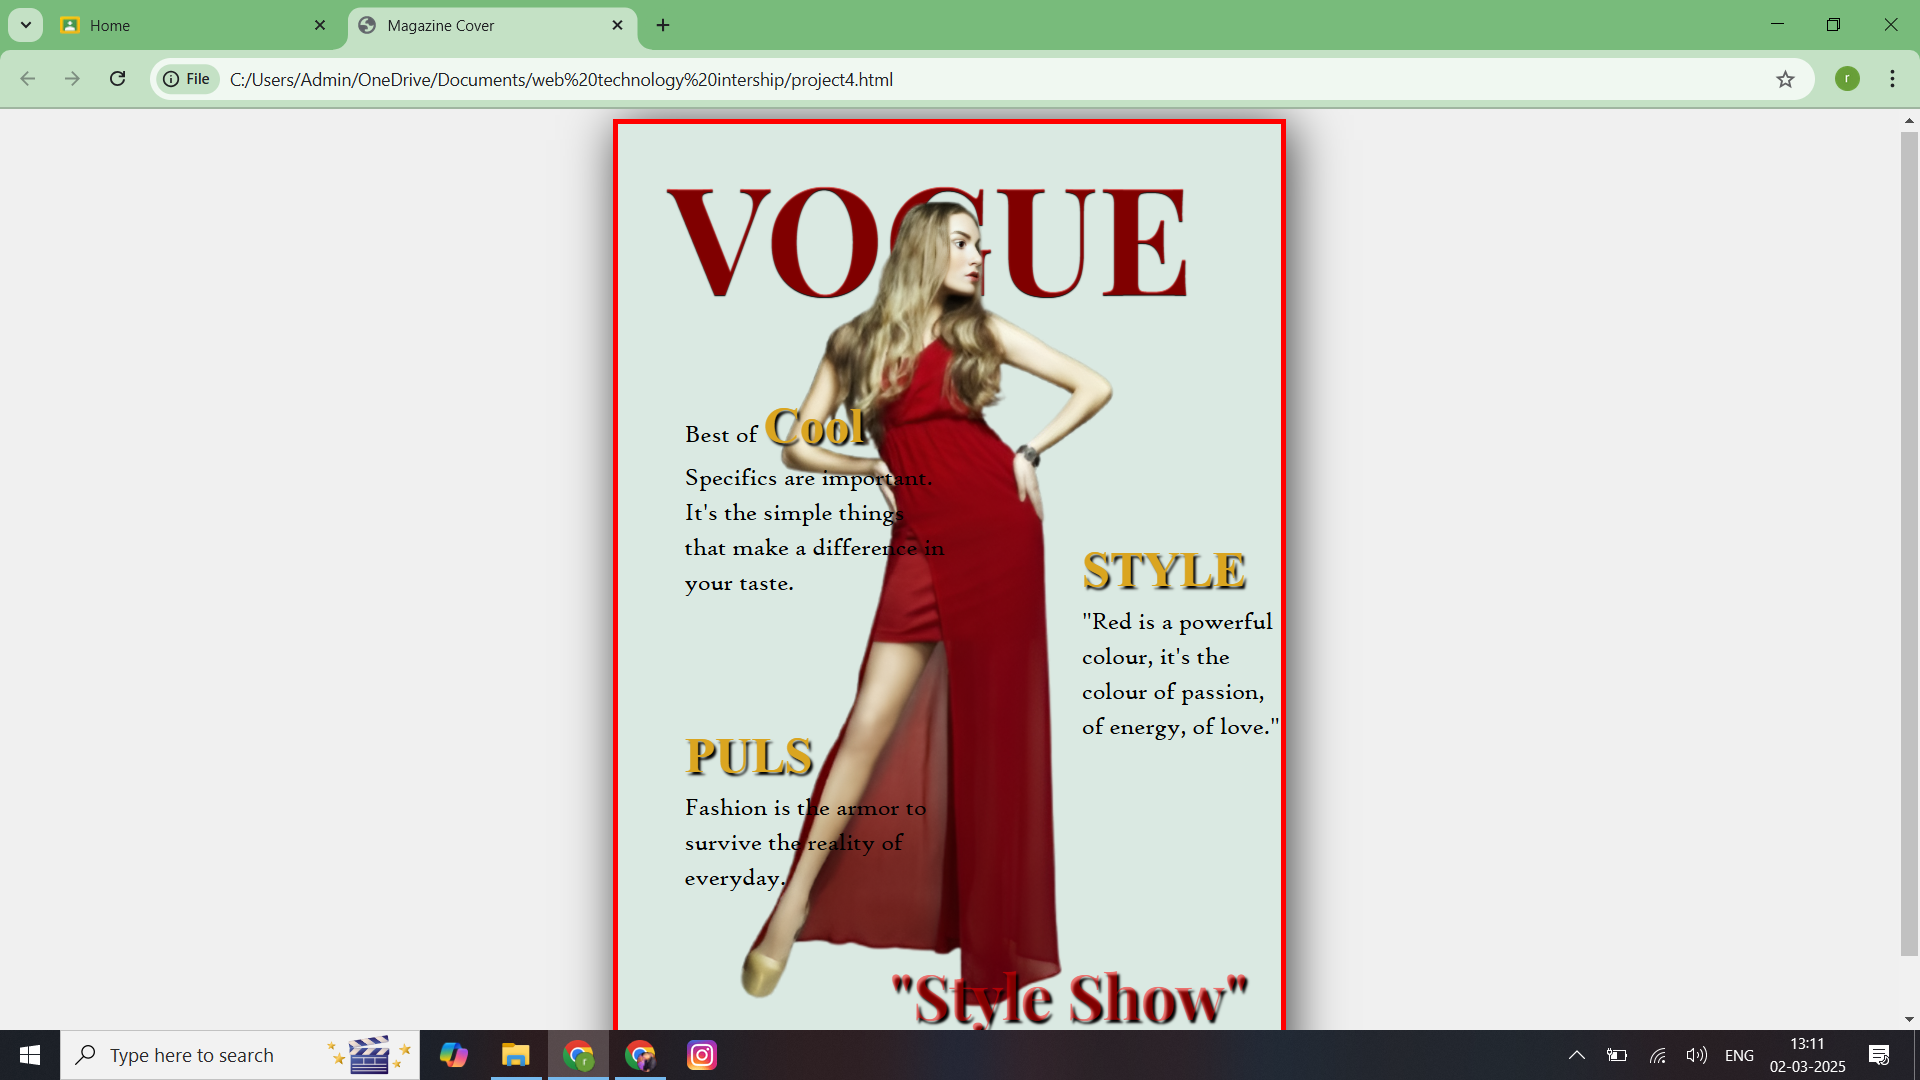 Home
Magazine Cover
File
C:/Users/Admin/OneDrive/Documents/web%20technology%20intership/project4.html
r
VOGUE
Best of Cool
Specifics are important.
It's the simple things
that make a difference in
your taste.
STYLE
"Red is a powerful
colour, it's the
colour of passion,
of energy, of love."
PULS
Fashion is the armor to
survive the reality of
everyday.
"Style Show"
Type here to search
r
ENG
13:11
02-03-2025